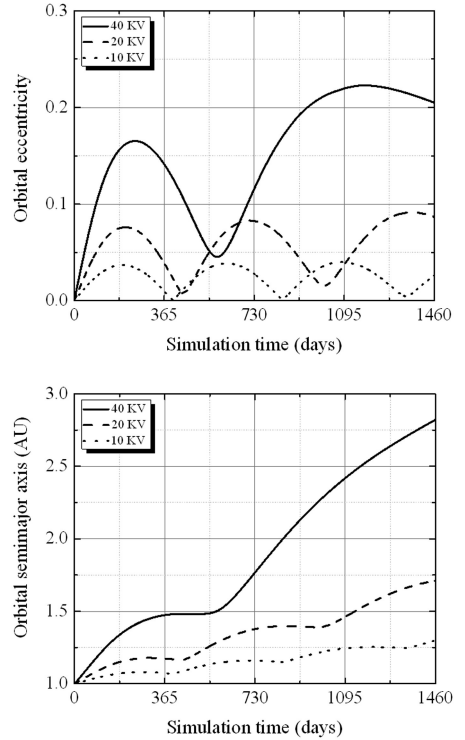 0.3
40 KV
20 KV
10 KV
0.2
0.1
0.0
Orbital eccentricity
0 365 730 1095 1460
Simulation time (days)
3.0
40 KV
20 KV
10 KV
2.5
2.0
1.5
1.0
Orbital semimajor axis (AU)
0 365 730 1095 1460
Simulation time (days)